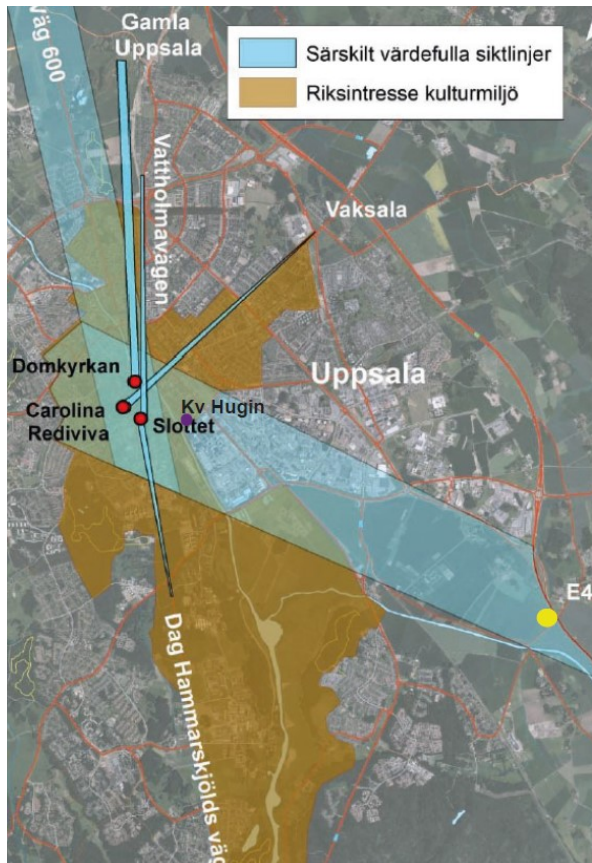 Väg 600
Gamla
Uppsala
Särskilt värdefulla siktlinjer
Riksintresse kulturmiljö
Vattholmavägen
Vaksala
Domkyrkan
Uppsala
Carolina
Rediviva
Kv Hugin
Slottet
E4
Dag Hammarskjölds väg